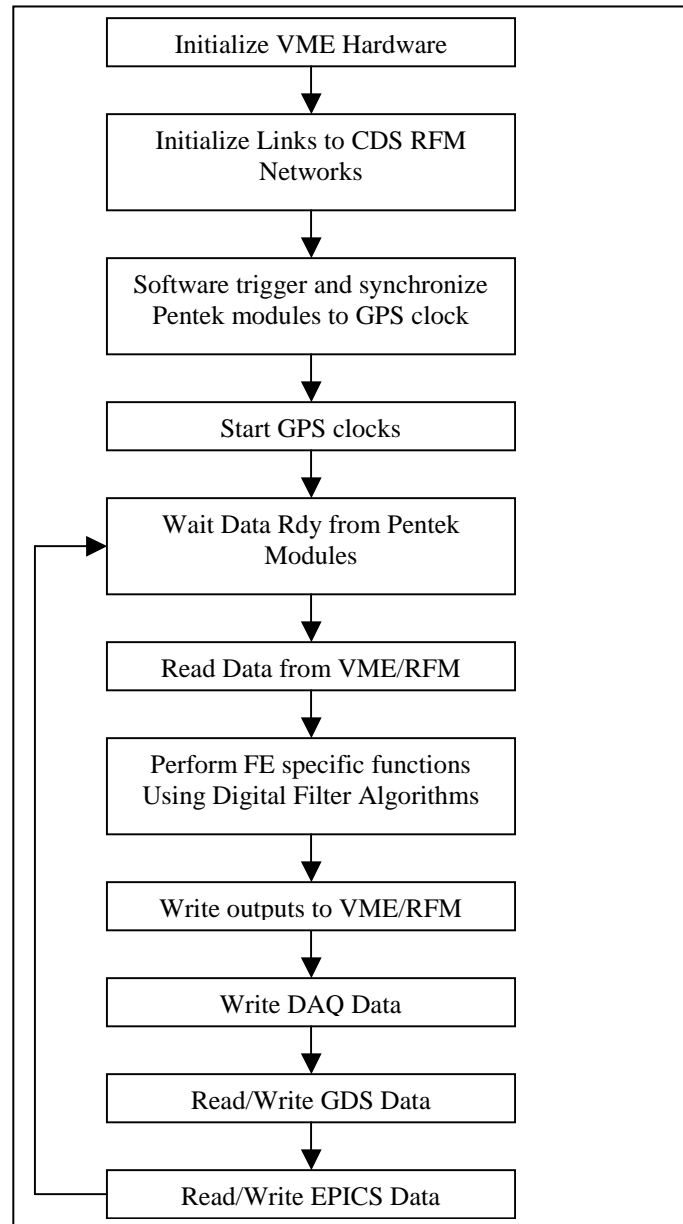 Initialize VME Hardware
Initialize Links to CDS RFM
Networks
Software trigger and synchronize
Pentek modules to GPS clock
Start GPS clocks
Wait Data Rdy from Pentek
Modules
Read Data from VME/RFM
Perform FE specific functions
Using Digital Filter Algorithms
Write outputs to VME/RFM
Write DAQ Data
Read/Write GDS Data
Read/Write EPICS Data